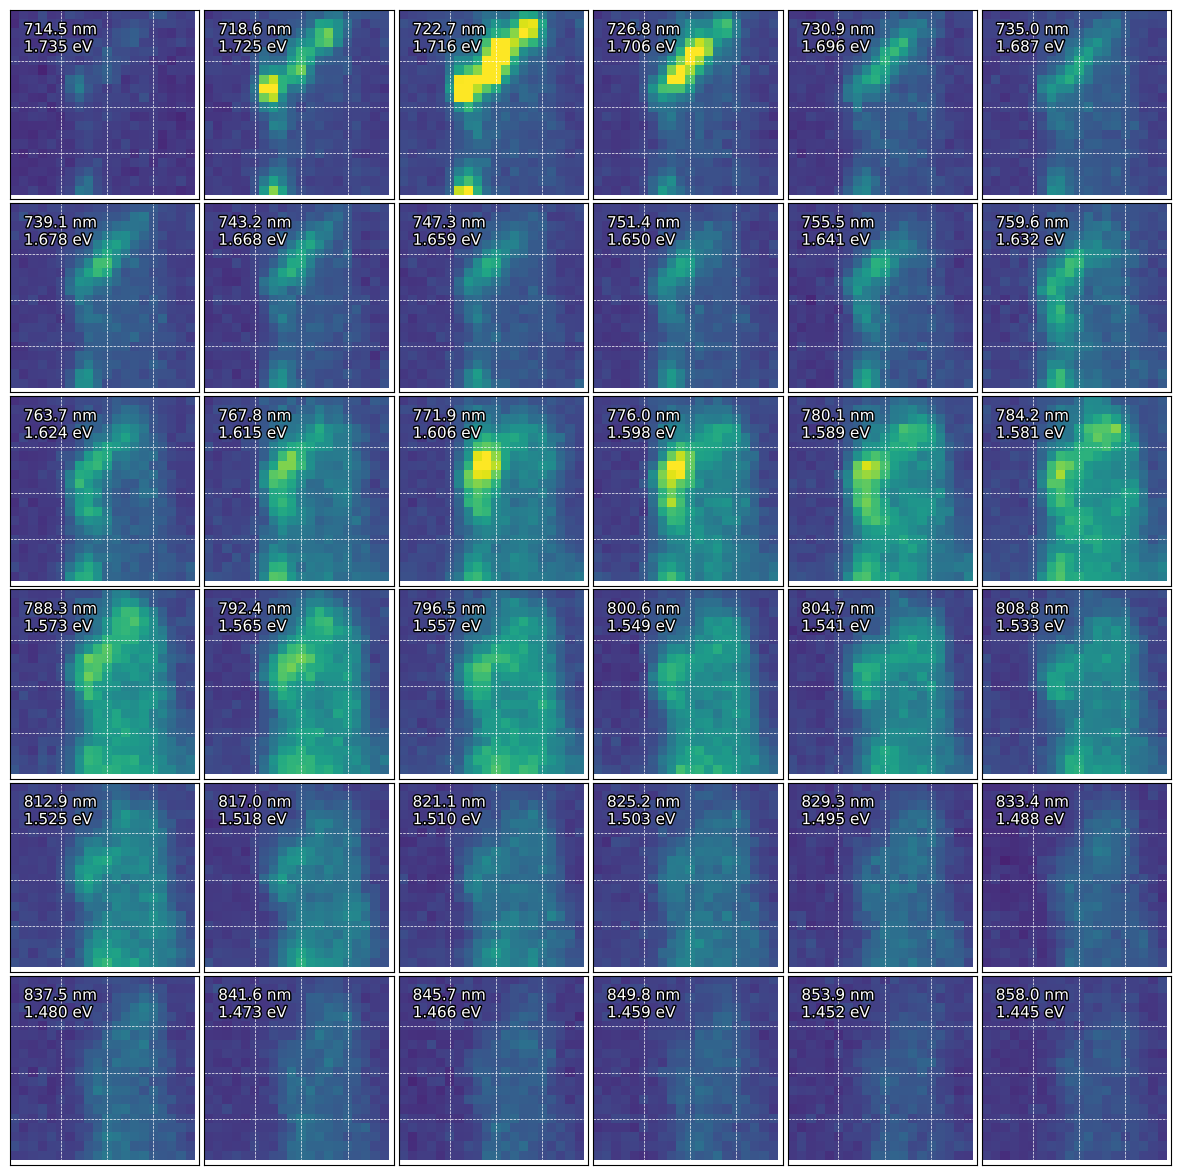 714.5 nm
1.735 eV
718.6 nm
1.725 eV
722.7 nm
1.716 eV
726.8 nm
1.706 eV
730.9 nm
1.696 eV
735.0 nm
1.687 eV
739.1 nm
1.678 eV
743.2 nm
1.668 eV
747.3 nm
1.659 eV
751.4 nm
1.650 eV
755.5 nm
1.641 eV
759.6 nm
1.632 eV
763.7 nm
1.624 eV
767.8 nm
1.615 eV
771.9 nm
1.606 eV
776.0 nm
1.598 eV
780.1 nm
1.589 eV
784.2 nm
1.581 eV
788.3 nm
1.573 eV
792.4 nm
1.565 eV
796.5 nm
1.557 eV
800.6 nm
1.549 eV
804.7 nm
1.541 eV
808.8 nm
1.533 eV
812.9 nm
1.525 eV
817.0 nm
1.518 eV
821.1 nm
1.510 eV
825.2 nm
1.503 eV
829.3 nm
1.495 eV
833.4 nm
1.488 eV
837.5 nm
1.480 eV
841.6 nm
1.473 eV
845.7 nm
1.466 eV
849.8 nm
1.459 eV
853.9 nm
1.452 eV
858.0 nm
1.445 eV